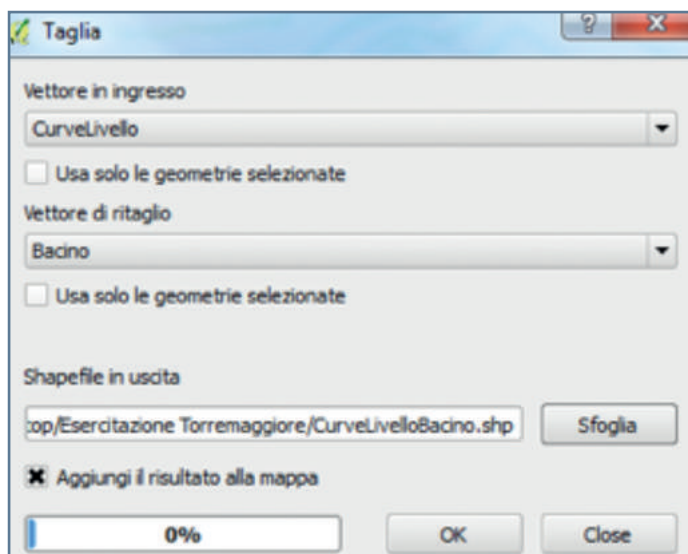 Taglia
Vettore in ingresso
CurveLivello
Usa solo le geometrie selezionate
Vettore di ritaglio
Bacino
Usa solo le geometrie selezionate
Shapefile in uscita
top/Esercitazione Torremaggiore/CurveLivelloBacino.shp Sfoglia
Aggiungi il risultato alla mappa
0% OK Close